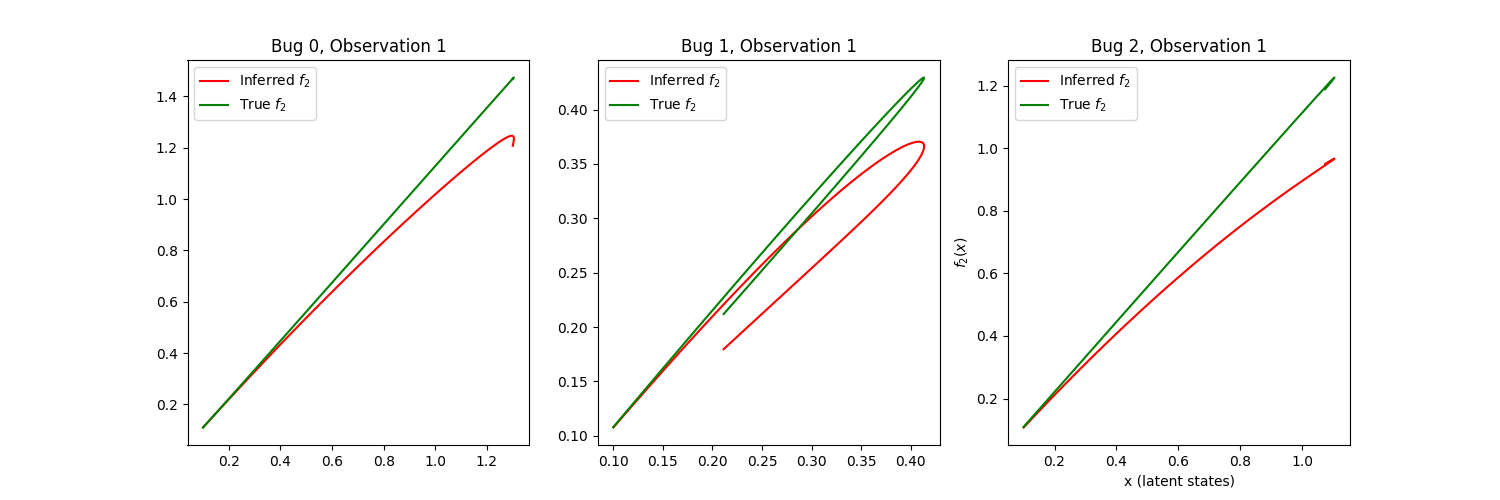 Bug 0, Observation 1
Inferred f₂
True f₂
1.4
1.2
1.0
0.8
0.6
0.4
0.2
0.2 0.4 0.6 0.8 1.0 1.2
Bug 1, Observation 1
Inferred f₂
True f₂
0.40
0.35
0.30
0.25
0.20
0.15
0.10
0.10 0.15 0.20 0.25 0.30 0.35 0.40
Bug 2, Observation 1
Inferred f₂
True f₂
f₂(x)
1.2
1.0
0.8
0.6
0.4
0.2
0.2 0.4 0.6 0.8 1.0
x (latent states)